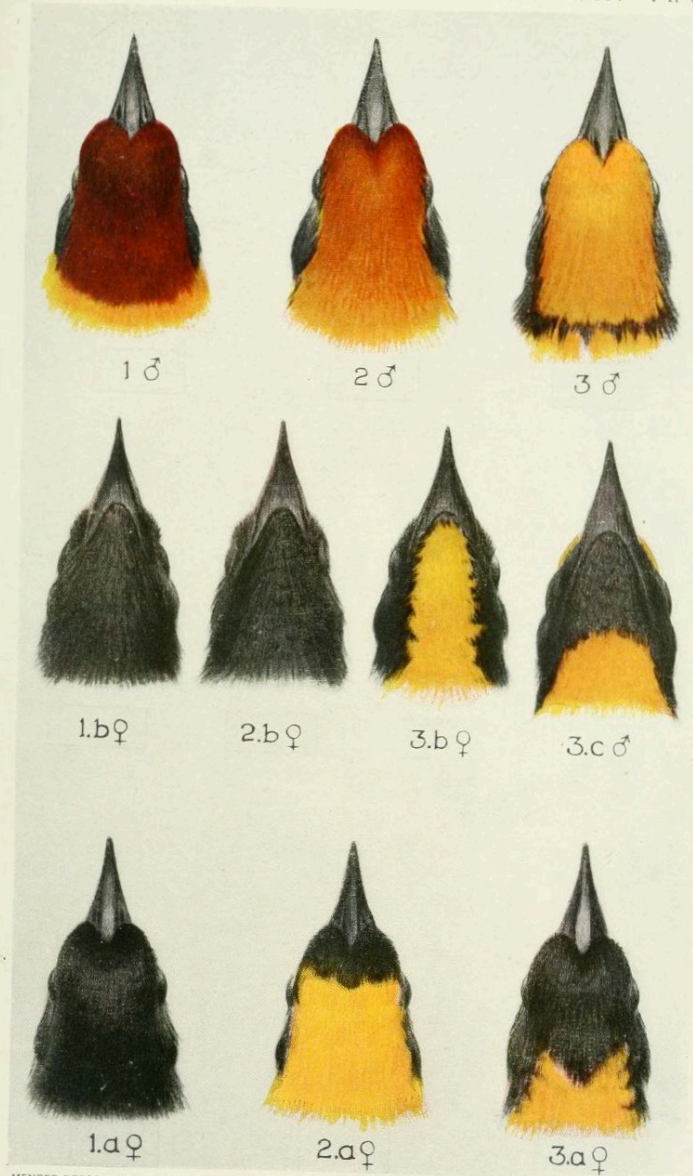 1 ♂
2 ♂
3 ♂
1.b ♀
2.b ♀
3.b ♀
3.c ♂
1.a ♀
2.a ♀
3.a ♀